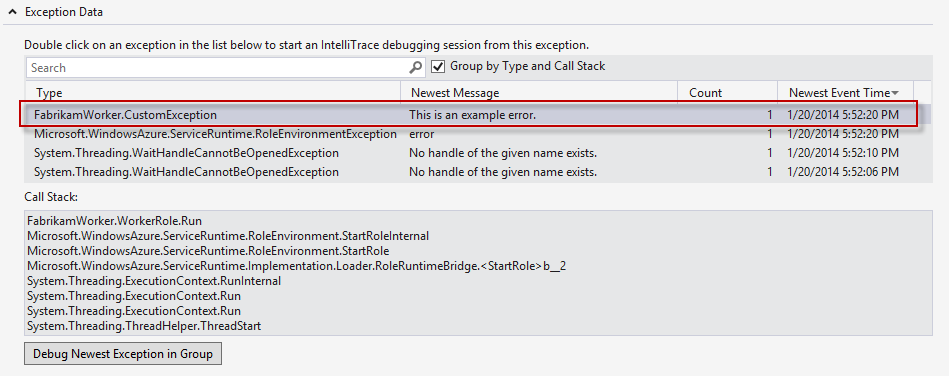 Exception Data
Double click on an exception in the list below to start an IntelliTrace debugging session from this exception.
Search Group by Type and Call Stack
Type Newest Message Count Newest Event Time
FabrikamWorker.CustomException This is an example error. 1 1/20/2014 5:52:20 PM
Microsoft.WindowsAzure.ServiceRuntime.RoleEnvironmentException error 1 1/20/2014 5:52:20 PM
System.Threading.WaitHandleCannotBeOpenedException No handle of the given name exists. 1 1/20/2014 5:52:10 PM
System.Threading.WaitHandleCannotBeOpenedException No handle of the given name exists. 1 1/20/2014 5:52:06 PM
Call Stack:
FabrikamWorker.WorkerRole.Run
Microsoft.WindowsAzure.ServiceRuntime.RoleEnvironment.StartRoleInternal
Microsoft.WindowsAzure.ServiceRuntime.RoleEnvironment.StartRole
Microsoft.WindowsAzure.ServiceRuntime.Implementation.Loader.RoleRuntimeBridge.<StartRole>b__2
System.Threading.ExecutionContext.RunInternal
System.Threading.ExecutionContext.Run
System.Threading.ExecutionContext.Run
System.Threading.ThreadHelper.ThreadStart
Debug Newest Exception in Group